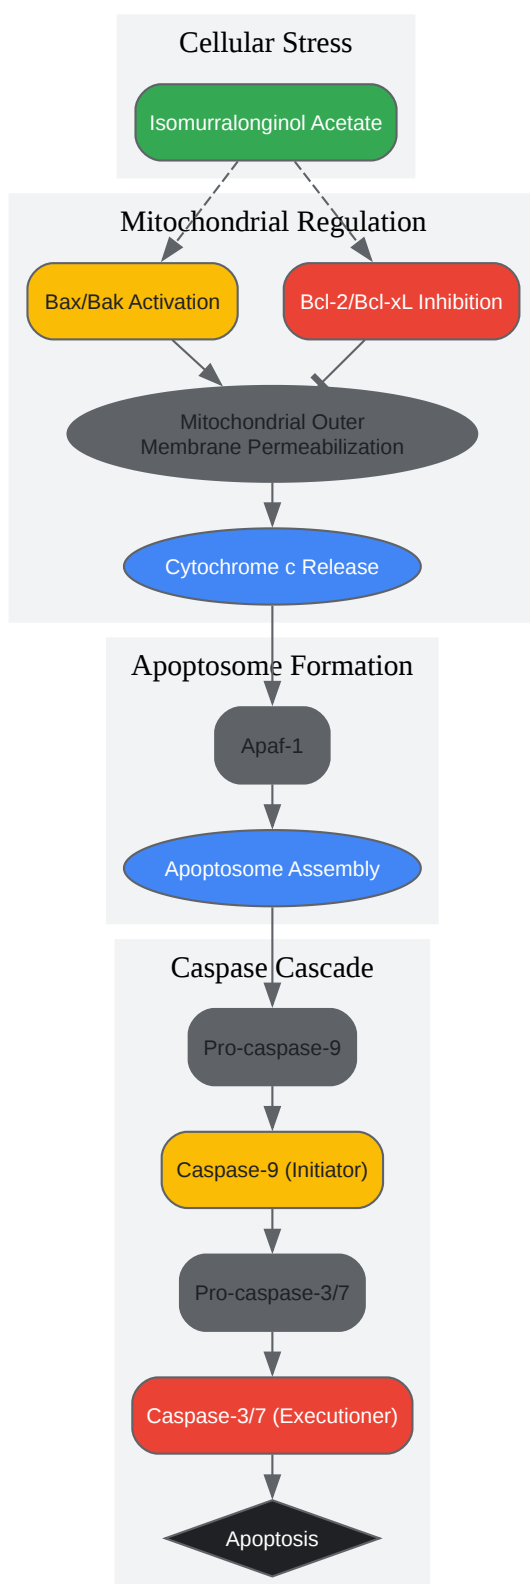 Cellular Stress
Isomurralonginol Acetate
Mitochondrial Regulation
Bax/Bak Activation
Bcl-2/Bcl-xL Inhibition
Mitochondrial Outer
Membrane Permeabilization
Cytochrome c Release
Apoptosome Formation
Apaf-1
Apoptosome Assembly
Caspase Cascade
Pro-caspase-9
Caspase-9 (Initiator)
Pro-caspase-3/7
Caspase-3/7 (Executioner)
Apoptosis